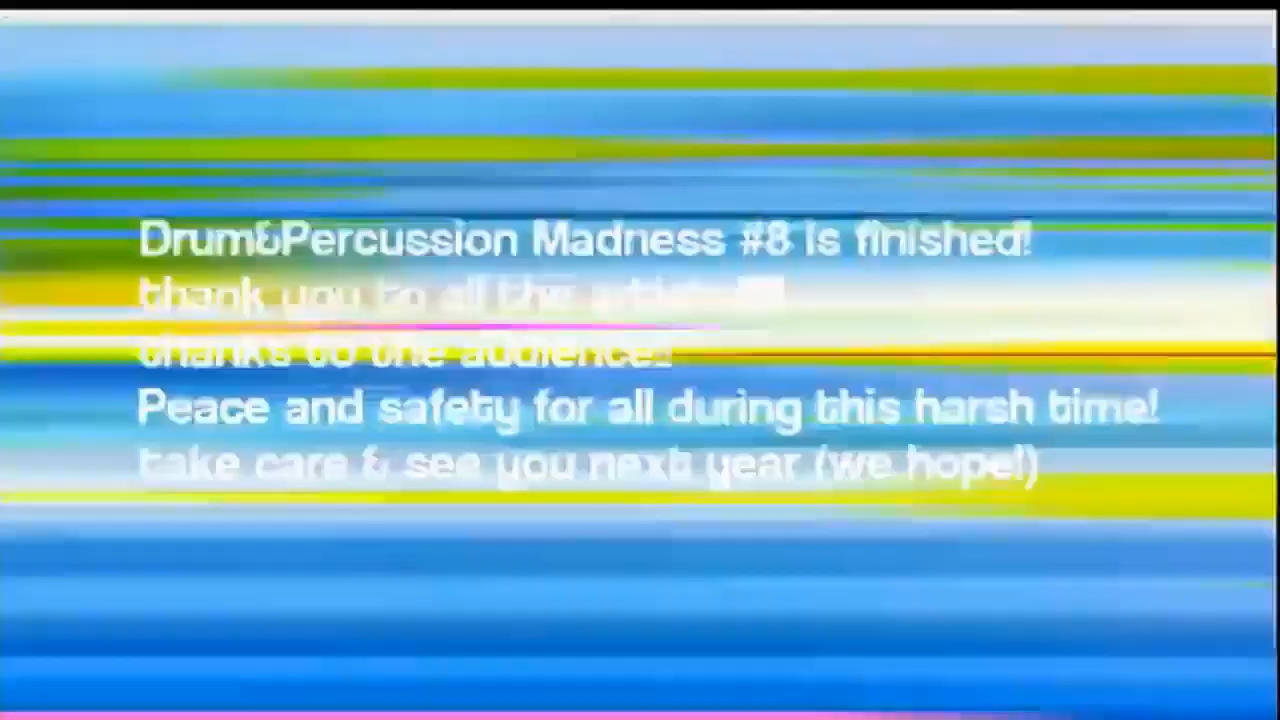 Drum&Percussion Madness #8 is finished!
thank you to all the artists!!!
thanks to the audience!!
Peace and safety for all during this harsh time!
take care & see you next year (we hope!)